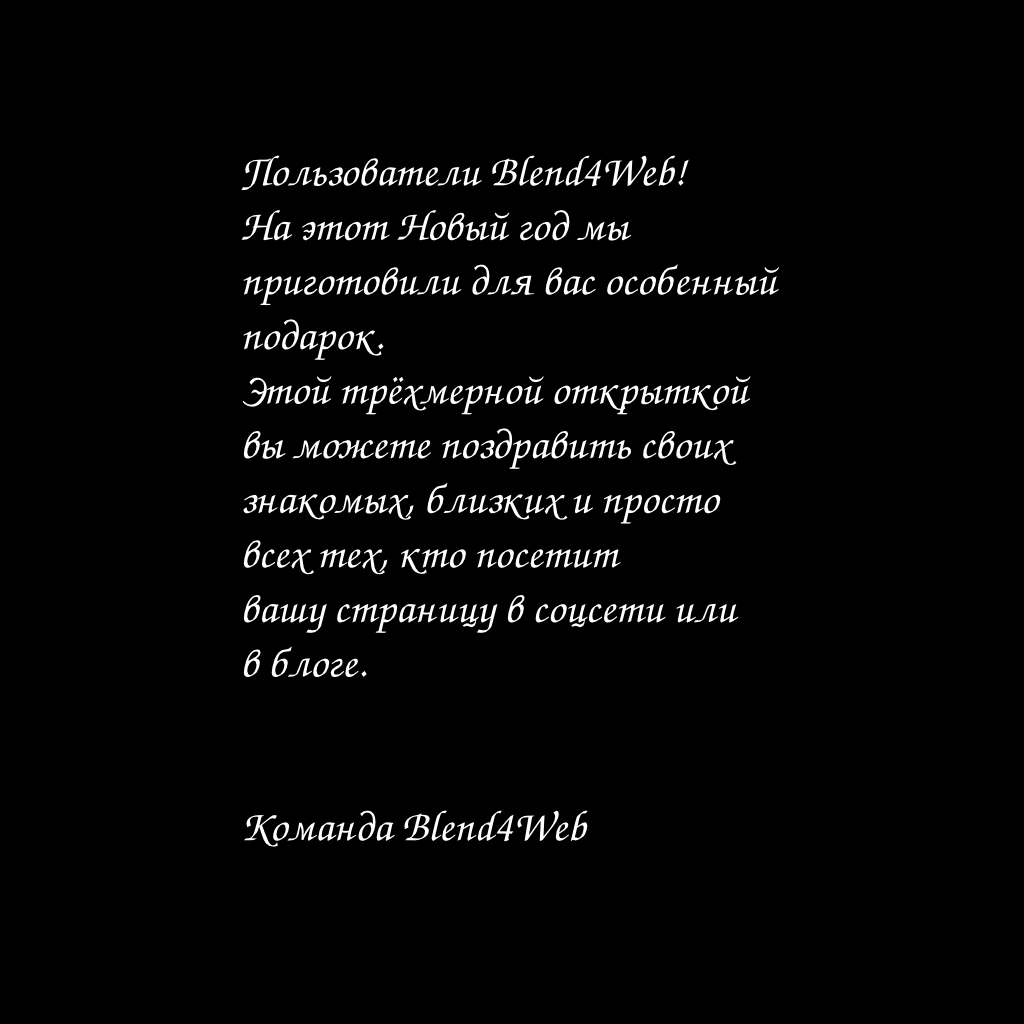 Пользователи Blend4Web!
На этот Новый год мы
приготовили для вас особенный
подарок.
Этой трёхмерной открыткой
вы можете поздравить своих
знакомых, близких и просто
всех тех, кто посетит
вашу страницу в соцсети или
в блоге.
Команда Blend4Web